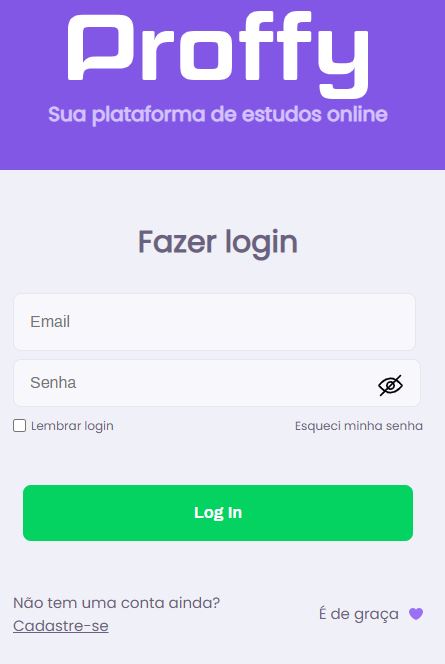 Proffy
Sua plataforma de estudos online
Fazer login
Email
Senha
Lembrar login
Esqueci minha senha
Log In
Não tem uma conta ainda?
Cadastre-se
É de graça